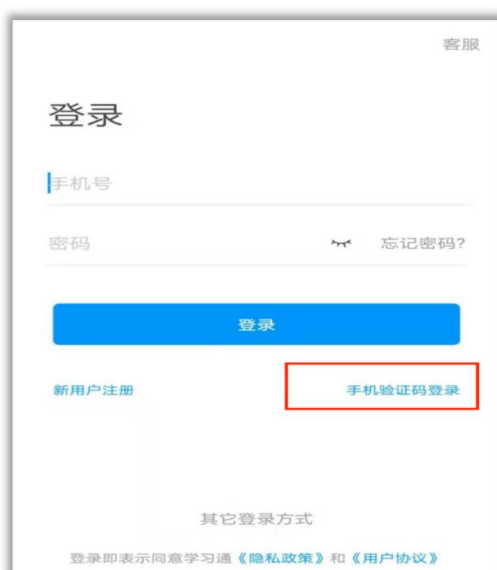 客服
登录
手机号
密码 忘记密码?
登录
新用户注册 手机验证码登录
其它登录方式
登录即表示同意学习通《隐私政策》和《用户协议》